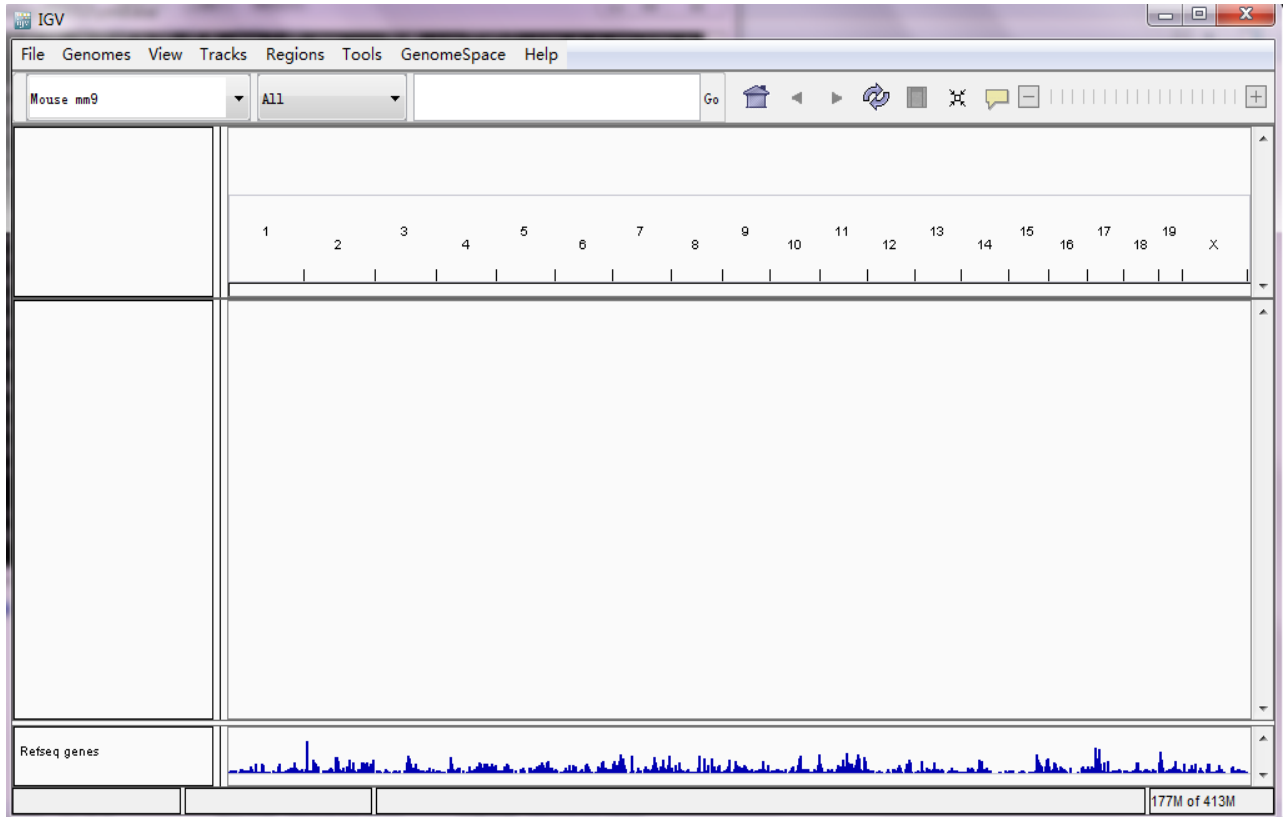 IGV
File Genomes View Tracks Regions Tools GenomeSpace Help
Mouse mm9 All Go
1 2 3 4 5 6 7 8 9 10 11 12 13 14 15 16 17 18 19 X
Refseq genes
177M of 413M